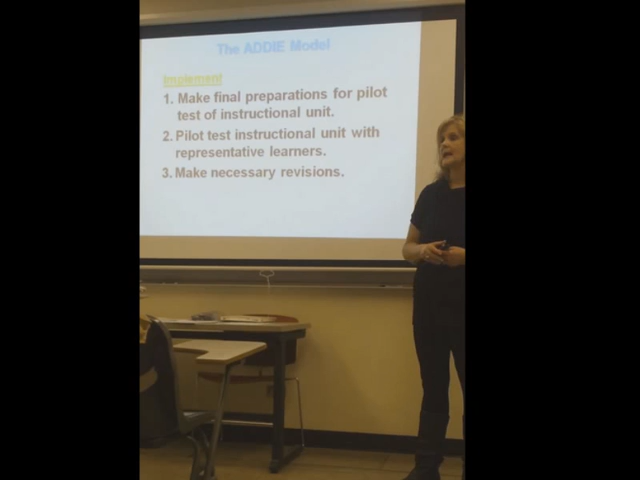 The ADDIE Model
Implement
1. Make final preparations for pilot
test of instructional unit.
2. Pilot test instructional unit with
representative learners.
3. Make necessary revisions.